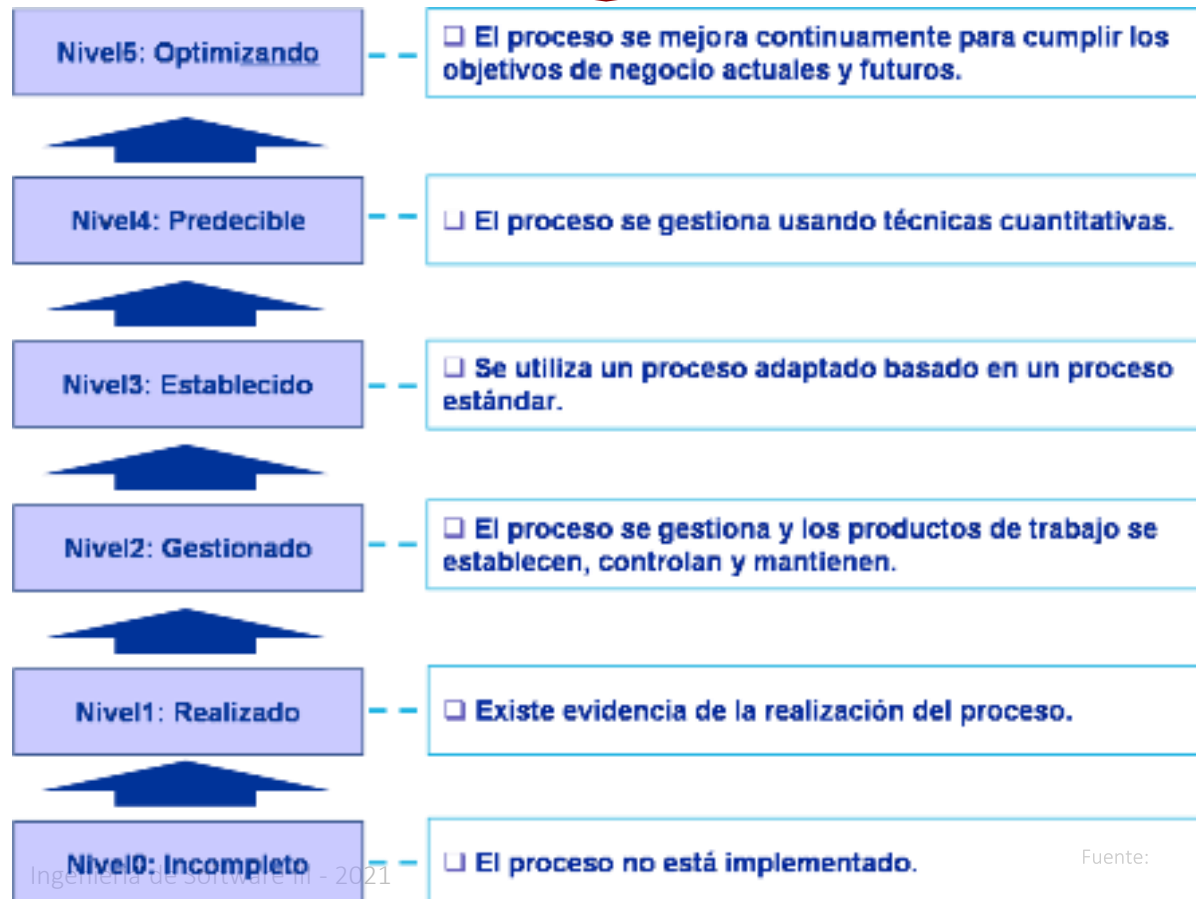 Nivel5: Optimizando
❑ El proceso se mejora continuamente para cumplir los
objetivos de negocio actuales y futuros.
Nivel4: Predecible
❑ El proceso se gestiona usando técnicas cuantitativas.
Nivel3: Establecido
❑ Se utiliza un proceso adaptado basado en un proceso
estándar.
Nivel2: Gestionado
❑ El proceso se gestiona y los productos de trabajo se
establecen, controlan y mantienen.
Nivel1: Realizado
❑ Existe evidencia de la realización del proceso.
Nivel0: Incompleto
❑ El proceso no está implementado.
Fuente:
Ingeniería de Software III - 2021